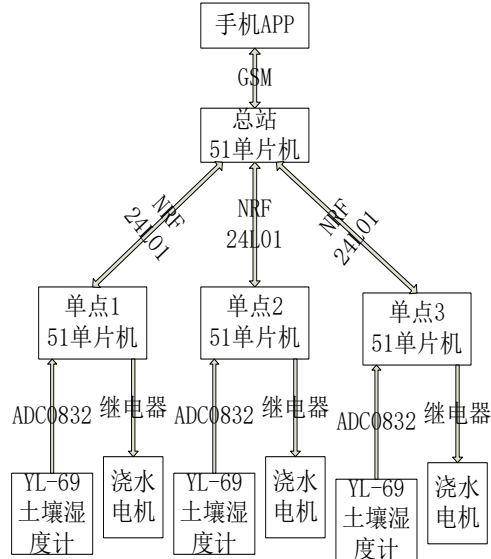 手机APP
GSM
总站
51单片机
NRF
24L01
NRF
24L01
NRF
24L01
单点1
51单片机
单点2
51单片机
单点3
51单片机
ADC0832
继电器
ADC0832
继电器
ADC0832
继电器
YL-69
土壤湿
度计
浇水
电机
YL-69
土壤湿
度计
浇水
电机
YL-69
土壤湿
度计
浇水
电机